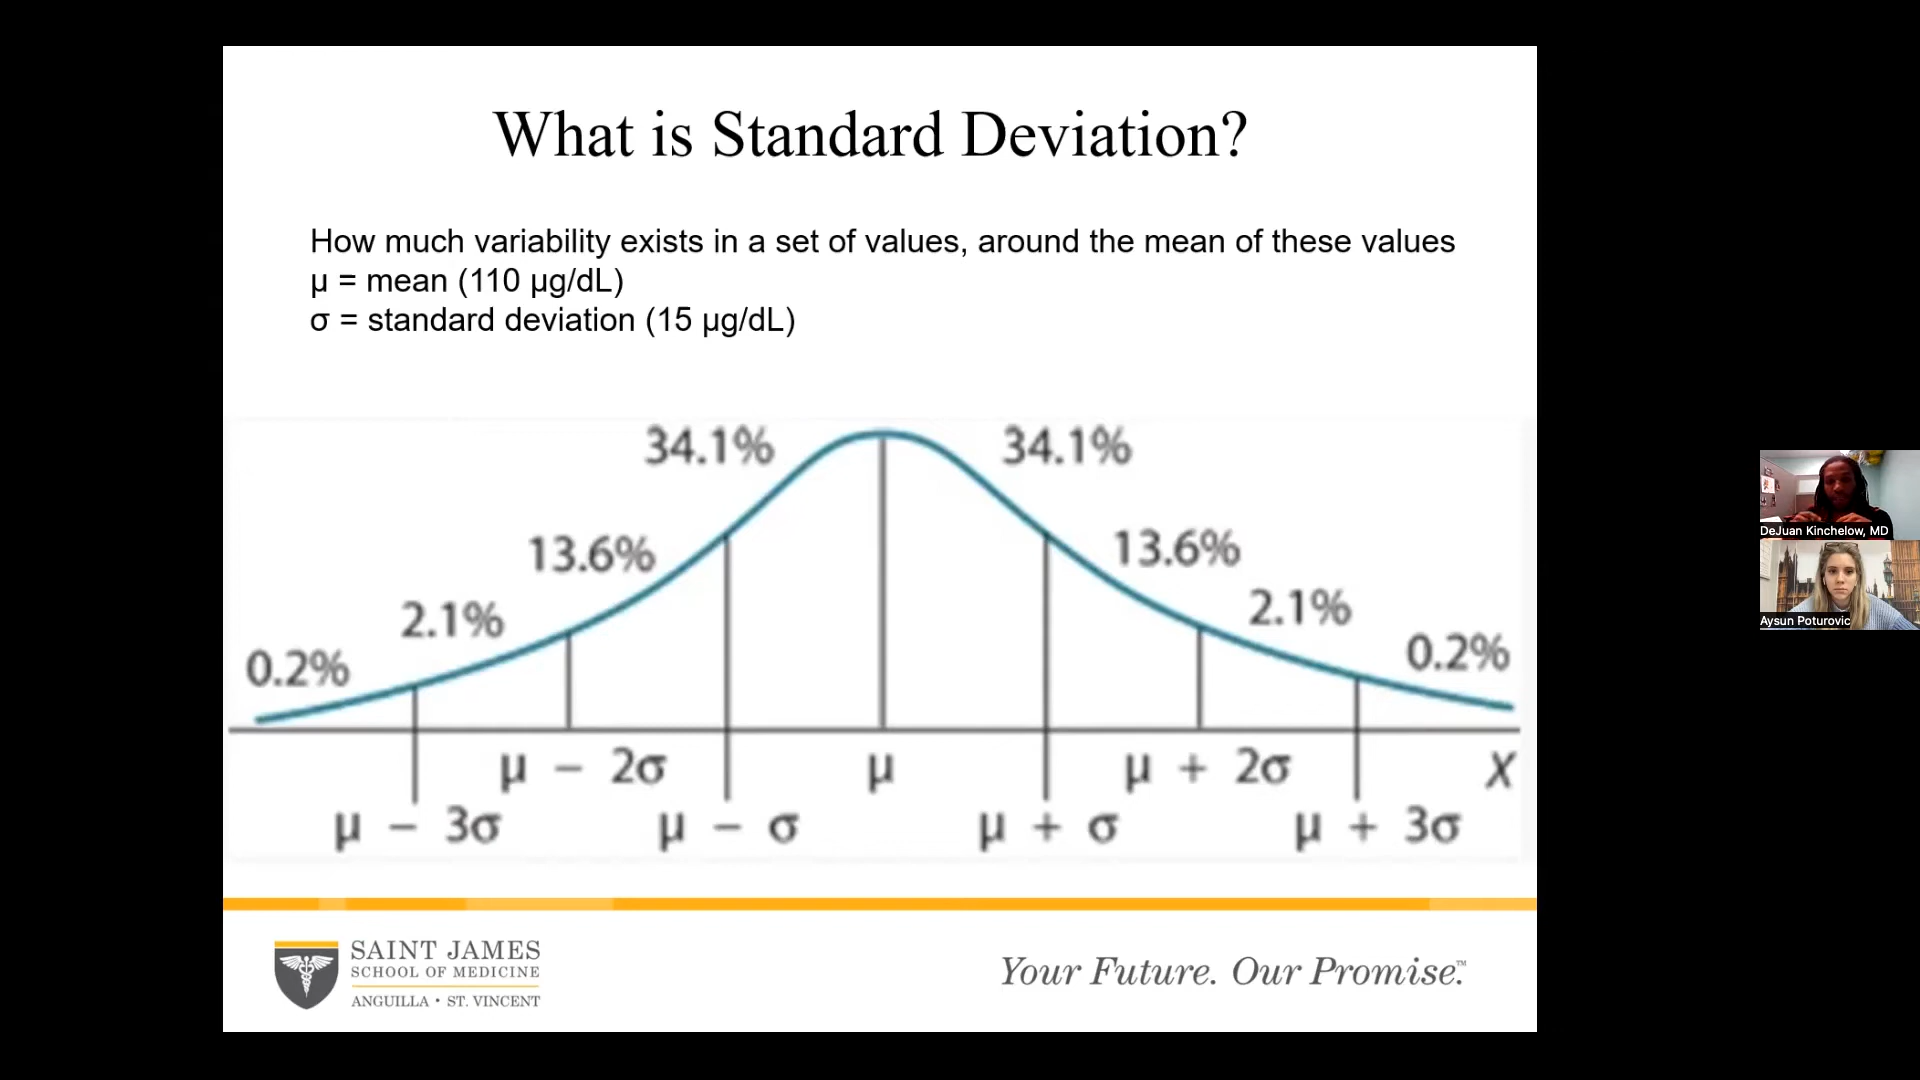 What is Standard Deviation?
How much variability exists in a set of values, around the mean of these values
μ = mean (110 μg/dL)
σ = standard deviation (15 μg/dL)
34.1%
34.1%
13.6%
13.6%
2.1%
2.1%
0.2%
0.2%
μ − 2σ
μ
μ + 2σ
X
μ − 3σ
μ − σ
μ + σ
μ + 3σ
SAINT JAMES
SCHOOL OF MEDICINE
ANGUILLA • ST. VINCENT
Your Future. Our Promise.™
DeJuan Kinchelow, MD
Aysun Poturovic